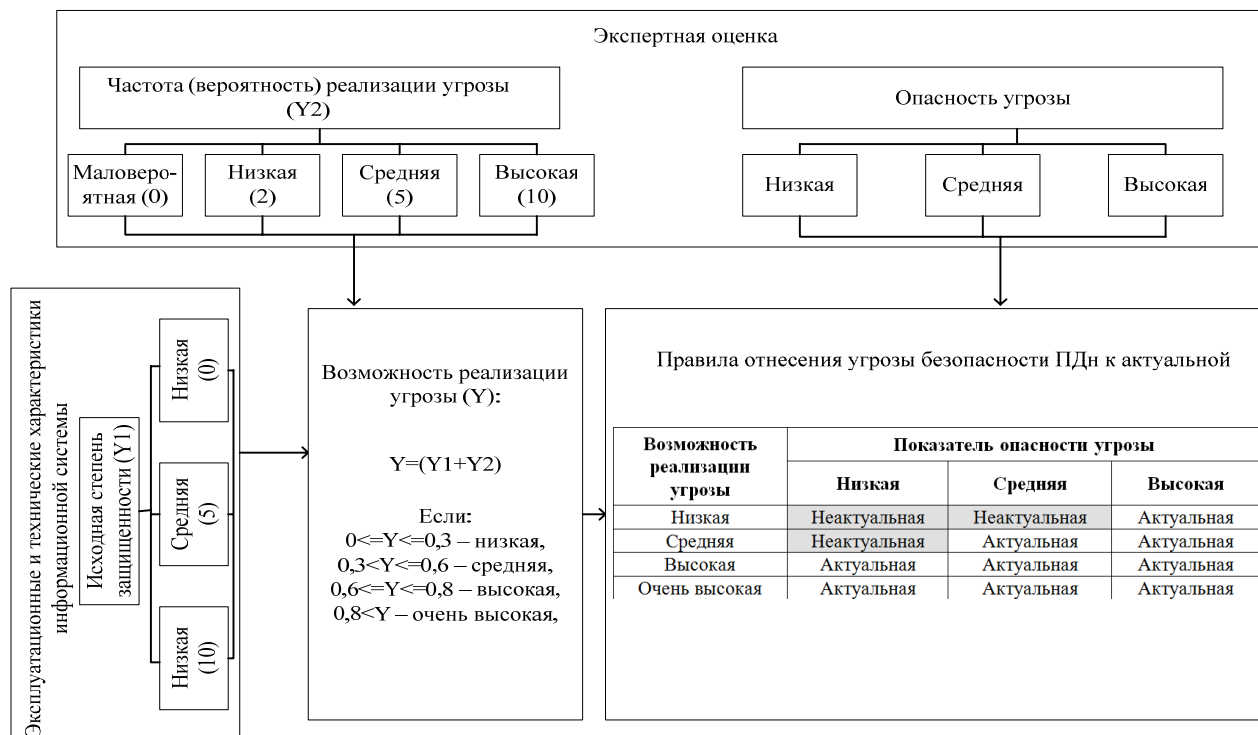 Экспертная оценка
Частота (вероятность) реализации угрозы
(Y2)
Маловеро-
ятная (0)
Низкая
(2)
Средняя
(5)
Высокая
(10)
Опасность угрозы
Низкая
Средняя
Высокая
Эксплуатационные и технические характеристики
информационной системы
Исходная степень
защищенности (Y1)
Низкая
(0)
Средняя
(5)
Низкая
(10)
Возможность реализации
угрозы (Y):
Y=(Y1+Y2)
Если:
0<=Y<=0,3 – низкая,
0,3<Y<=0,6 – средняя,
0,6<=Y<=0,8 – высокая,
0,8<Y – очень высокая,
Правила отнесения угрозы безопасности ПДн к актуальной
Возможность
реализации
угрозы
Показатель опасности угрозы
Низкая Средняя Высокая
Низкая Неактуальная Неактуальная Актуальная
Средняя Неактуальная Актуальная Актуальная
Высокая Актуальная Актуальная Актуальная
Очень высокая Актуальная Актуальная Актуальная